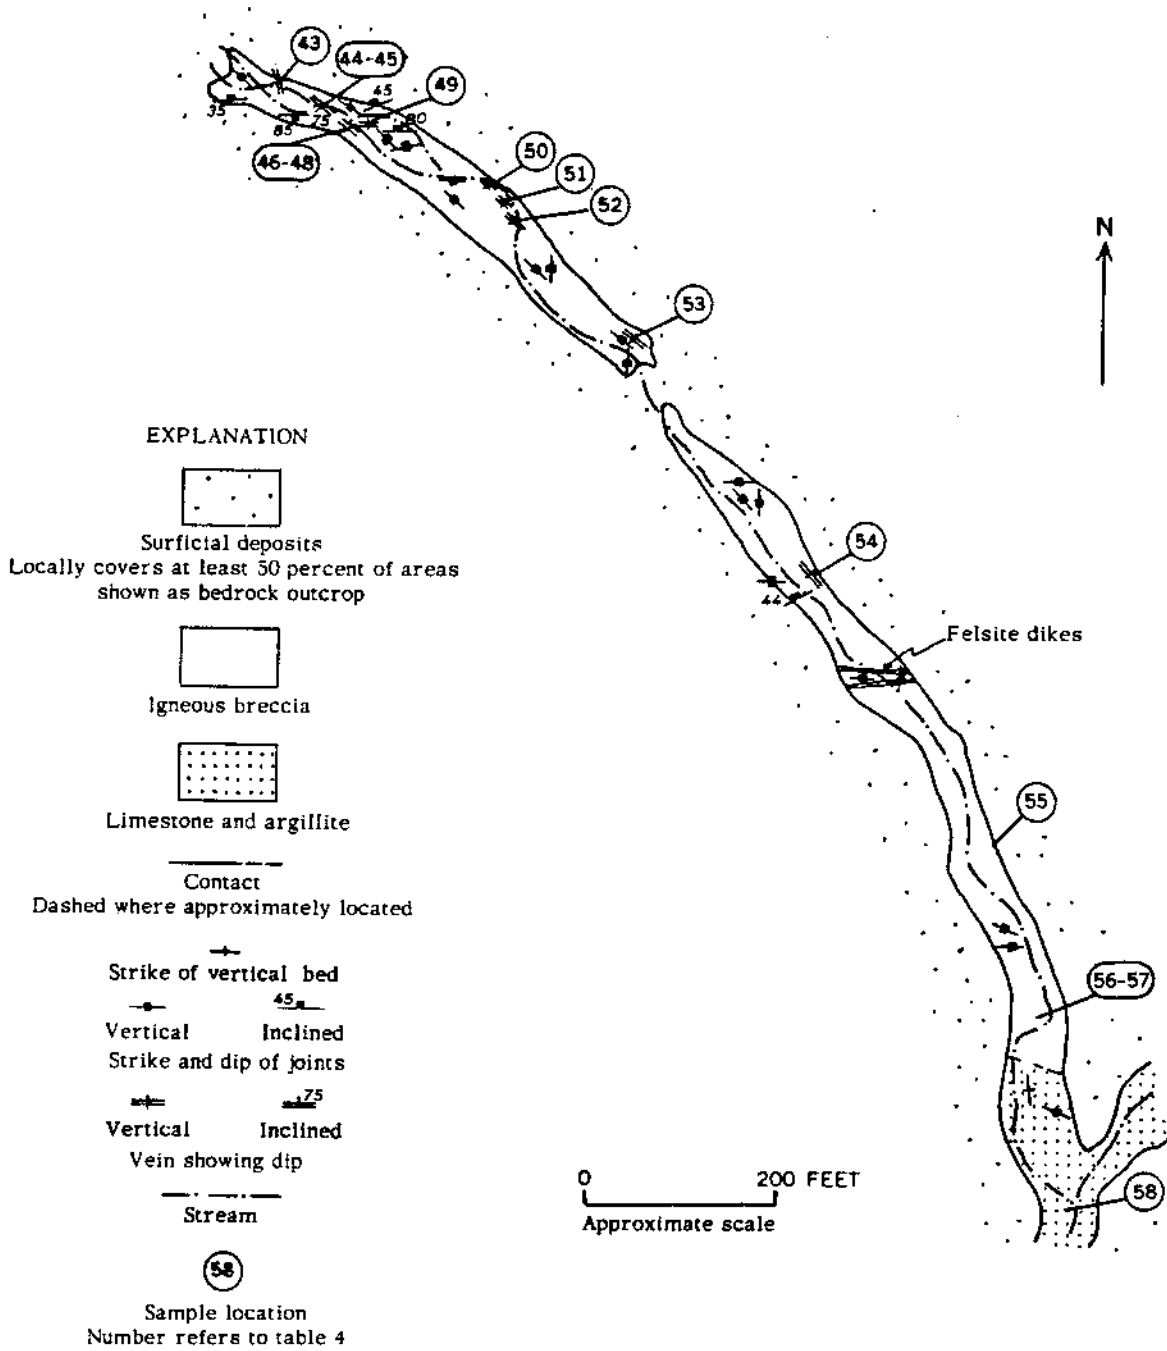 43
44-45
45
49
35
85
75
80
46-48
50
51
52
N
53
EXPLANATION
Surficial deposits
Locally covers at least 50 percent of areas
shown as bedrock outcrop
54
44
Felsite dikes
Igneous breccia
Limestone and argillite
55
Contact
Dashed where approximately located
Strike of vertical bed
45
Vertical Inclined
Strike and dip of joints
56-57
75
Vertical Inclined
Vein showing dip
Stream
0 200 FEET
Approximate scale
58
58
Sample location
Number refers to table 4